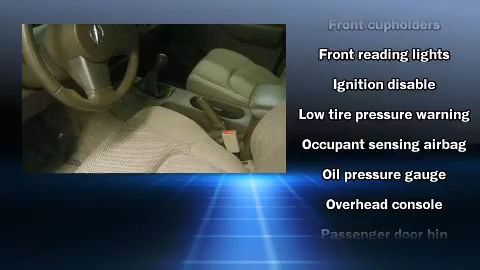 Front cupholders
Front reading lights
Ignition disable
Low tire pressure warning
Occupant sensing airbag
Oil pressure gauge
Overhead console
Passenger door bin